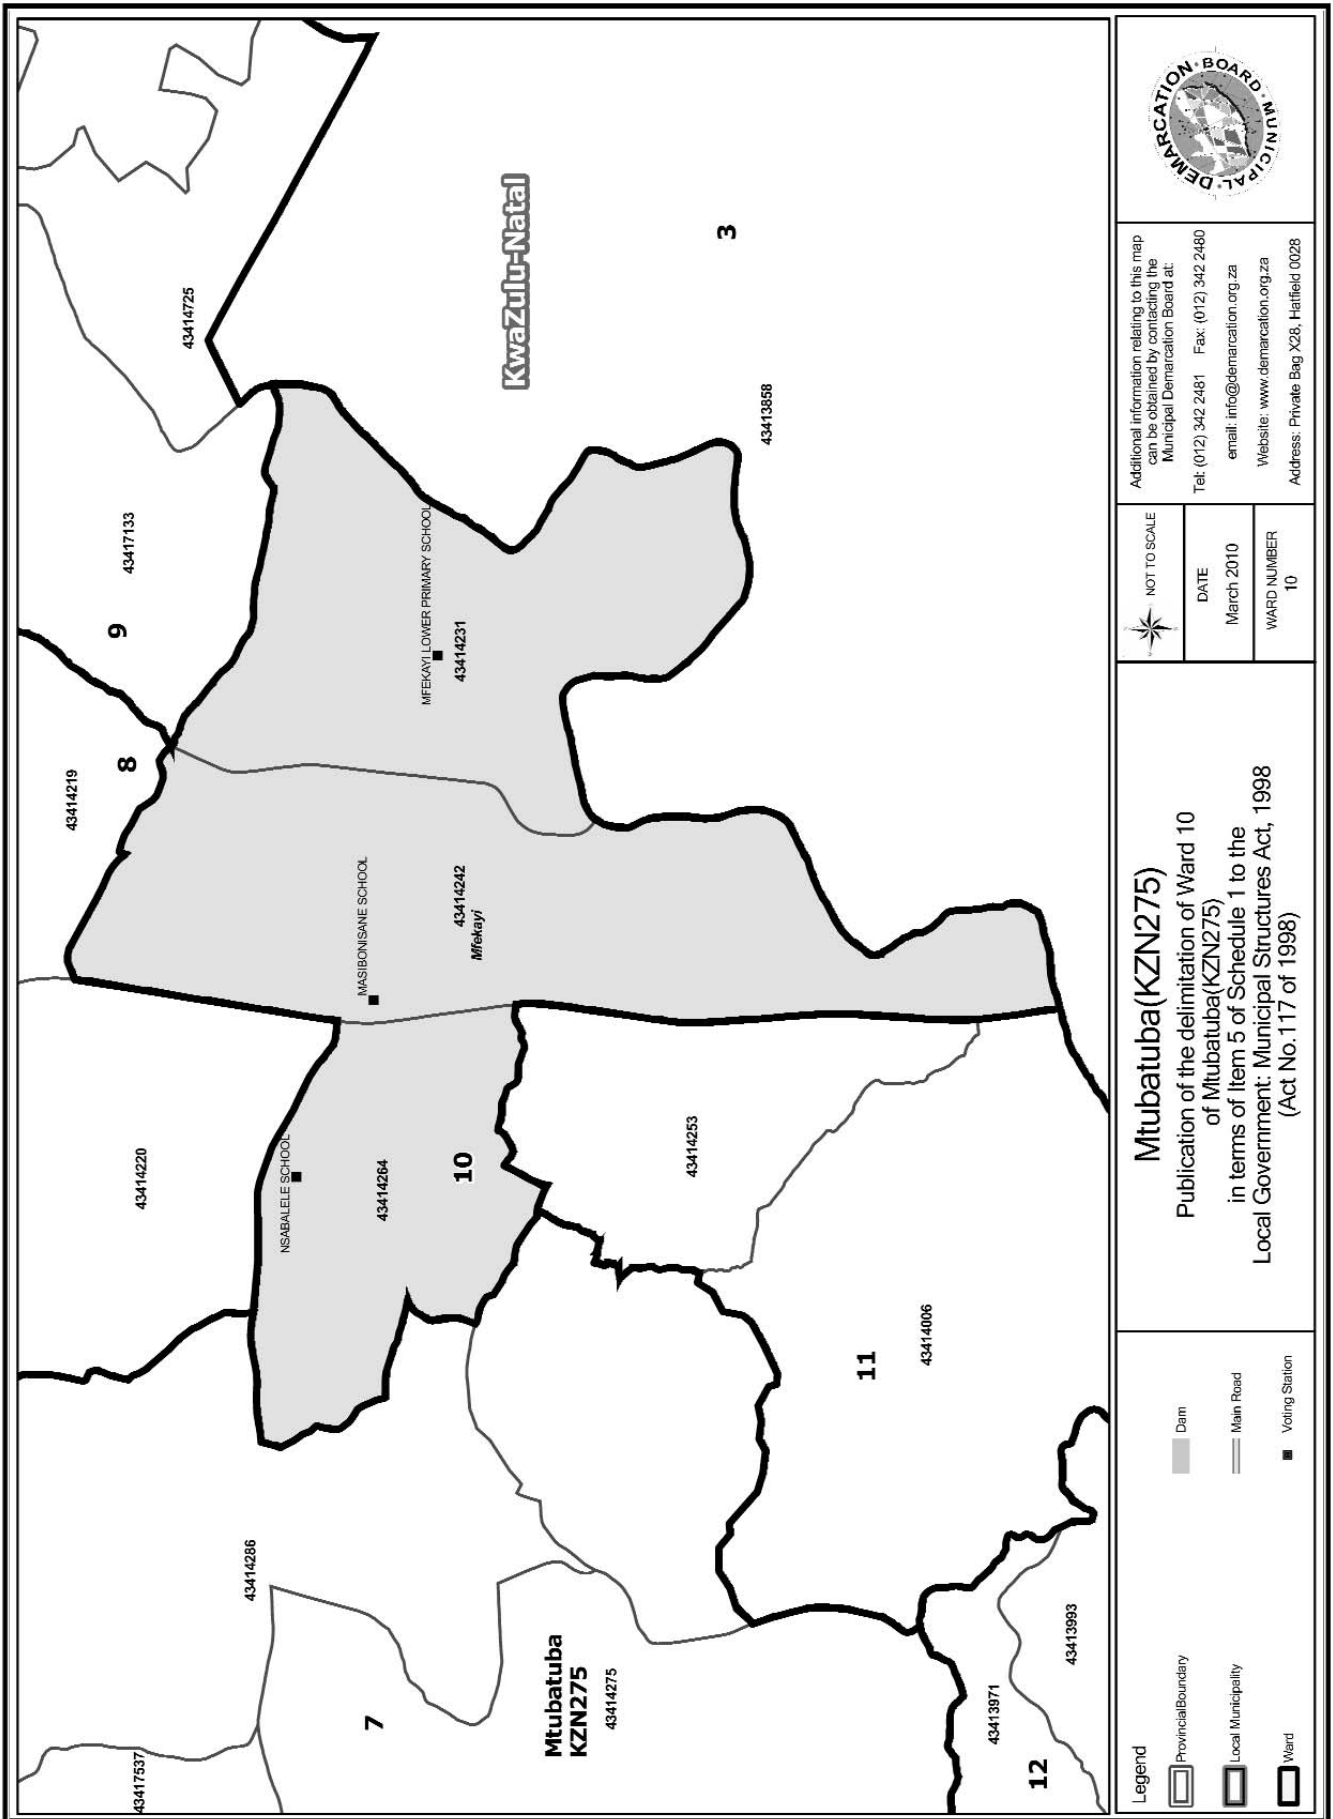 43417537
43414286
43414220
43414219
43417133
43414725
7
8
9
NSABALELE SCHOOL
43414264
10
MASIBONISANE SCHOOL
43414242
Mfekayi
MFEKAYI LOWER PRIMARY SCHOOL
43414231
KwaZulu-Natal
Mtubatuba
KZN275
43414275
43414253
3
43413858
11
43414006
43413971
12
43413993
Legend
ProvincialBoundary
Local Municipality
Ward
Dam
Main Road
Voting Station
Mtubatuba(KZN275)
Publication of the delimitation of Ward 10
of Mtubatuba(KZN275)
in terms of Item 5 of Schedule 1 to the
Local Government: Municipal Structures Act, 1998
(Act No.117 of 1998)
NOT TO SCALE
DATE
March 2010
WARD NUMBER
10
Additional information relating to this map
can be obtained by contacting the
Municipal Demarcation Board at:
Tel: (012) 342 2481 Fax: (012) 342 2480
email: info@demarcation.org.za
Website: www.demarcation.org.za
Address: Private Bag X28, Hatfield 0028
MUNICIPAL • DEMARCATION • BOARD •